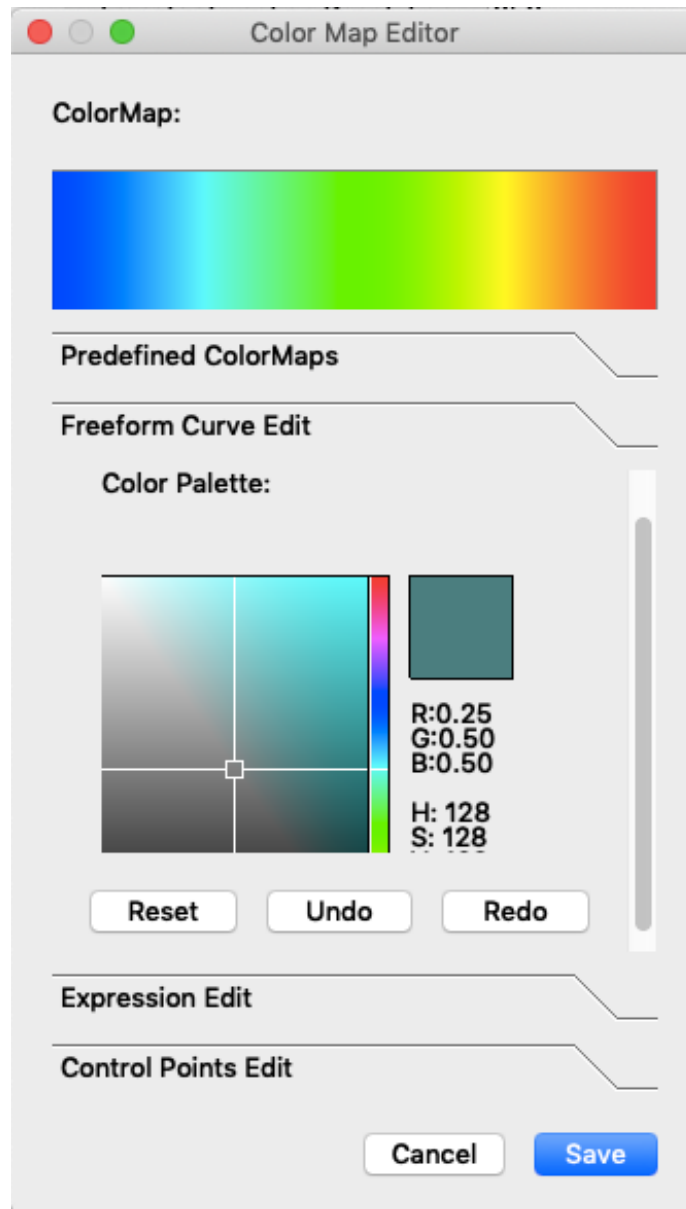 Color Map Editor
ColorMap:
Predefined ColorMaps
Freeform Curve Edit
Color Palette:
R:0.25
G:0.50
B:0.50
H: 128
S: 128
Reset Undo Redo
Expression Edit
Control Points Edit
Cancel Save